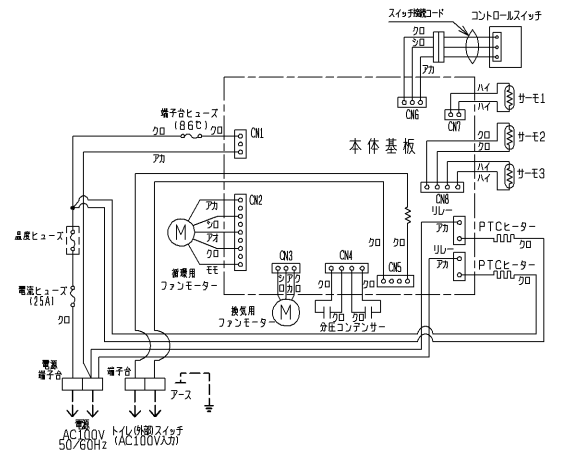 スイッチ接続コード
コントロールスイッチ
クロ
シロ
アカ
CN6
ハイ
ハイ
サーモ1
CN7
端子台ヒューズ
(86℃)
クロ
クロ
CN1
アカ
本体基板
クロ
クロ
サーモ2
ハイ
ハイ
サーモ3
CN8
リレー
CN2
アカ
シロ
アオ
クロ
モモ
M
循環用
ファンモーター
アカ
PTCヒーター
クロ
温度ヒューズ
クロ
クロ
リレー
アカ
PTCヒーター
クロ
CN3
CN4
CN5
シロ
アカ
クロ
クロ
クロ
クロ
クロ
M
換気用
ファンモーター
分圧コンデンサー
電流ヒューズ
(25A)
クロ
電源
端子台
端子台
アース
電源
AC100V
50/60Hz
トイレ(外部)スイッチ
(AC100V入力)